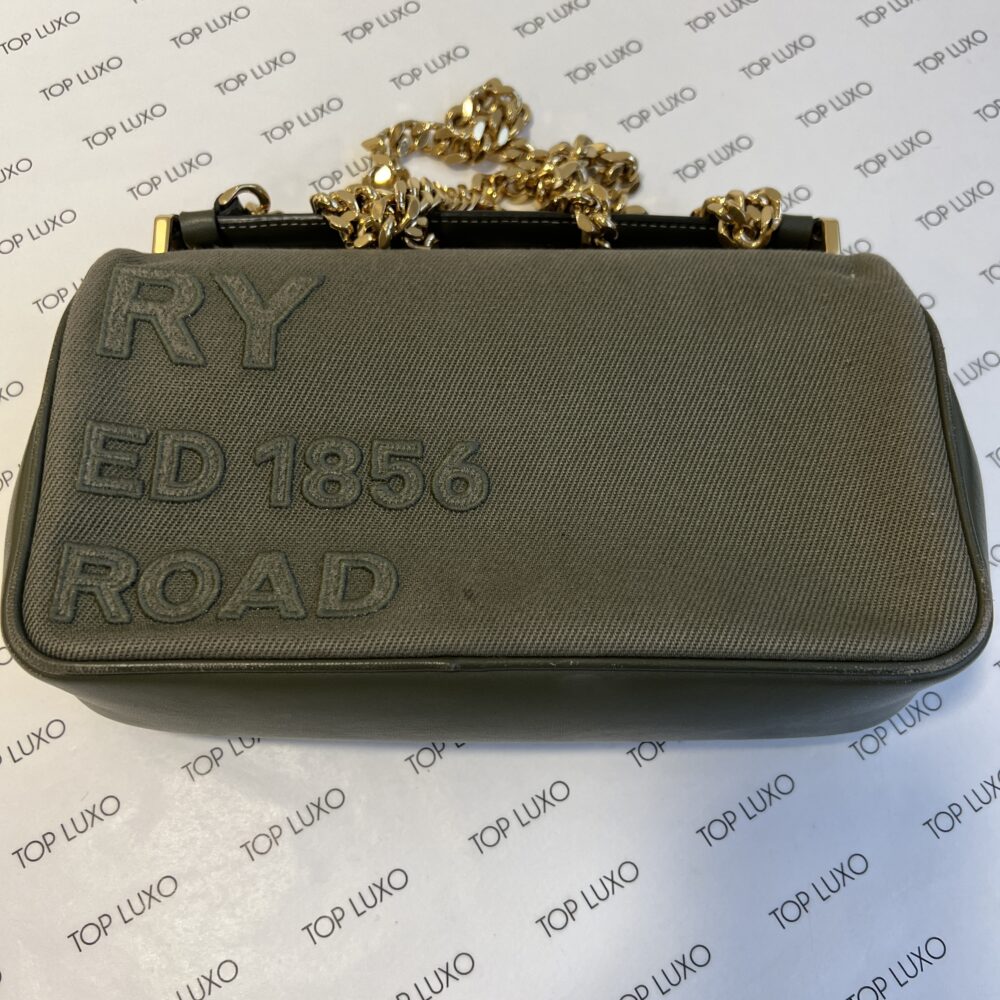 RY
ED 1856
ROAD
TOP LUXO